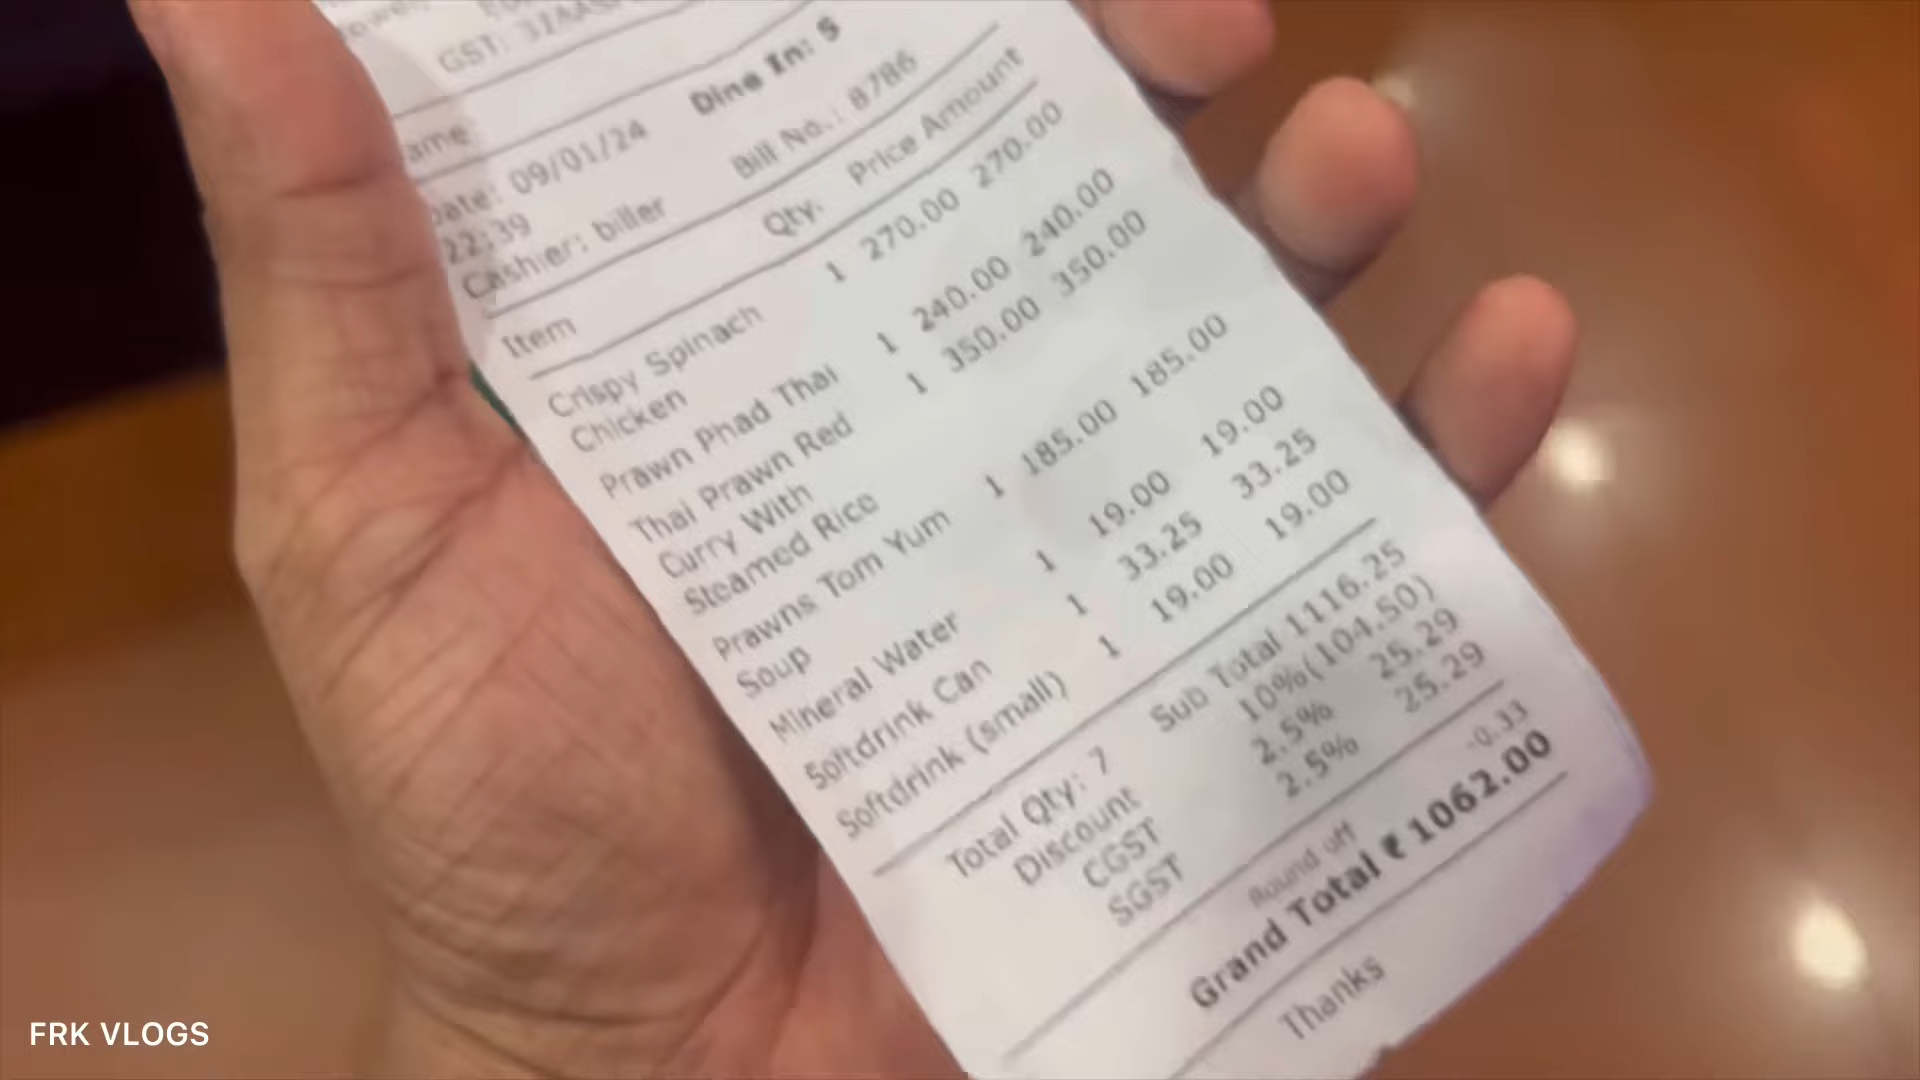 GST:
Dine In: 5
Date: 09/01/24
22:39
Bill No.: 8786
Cashier: biller
Item Qty. Price Amount
Crispy Spinach 1 270.00 270.00
Chicken
Prawn Phad Thai 1 240.00 240.00
Thai Prawn Red 1 350.00 350.00
Curry With
Steamed Rice
Prawns Tom Yum 1 185.00 185.00
Soup
Mineral Water 1 19.00 19.00
Softdrink Can 1 33.25 33.25
Softdrink (small) 1 19.00 19.00
Total Qty: 7 Sub Total 1116.25
Discount 10%(104.50)
CGST 2.5% 25.29
SGST 2.5% 25.29
Round off -0.33
Grand Total ₹ 1062.00
Thanks
FRK VLOGS